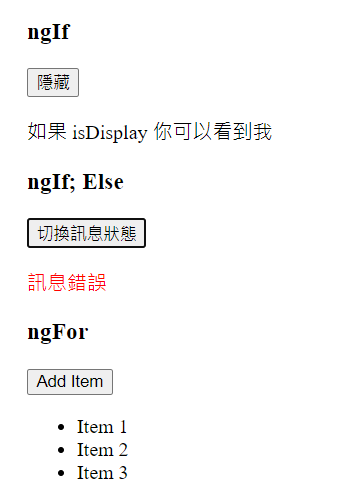 ngIf
隱藏
如果 isDisplay 你可以看到我
ngIf; Else
切換訊息狀態
訊息錯誤
ngFor
Add Item
Item 1
Item 2
Item 3